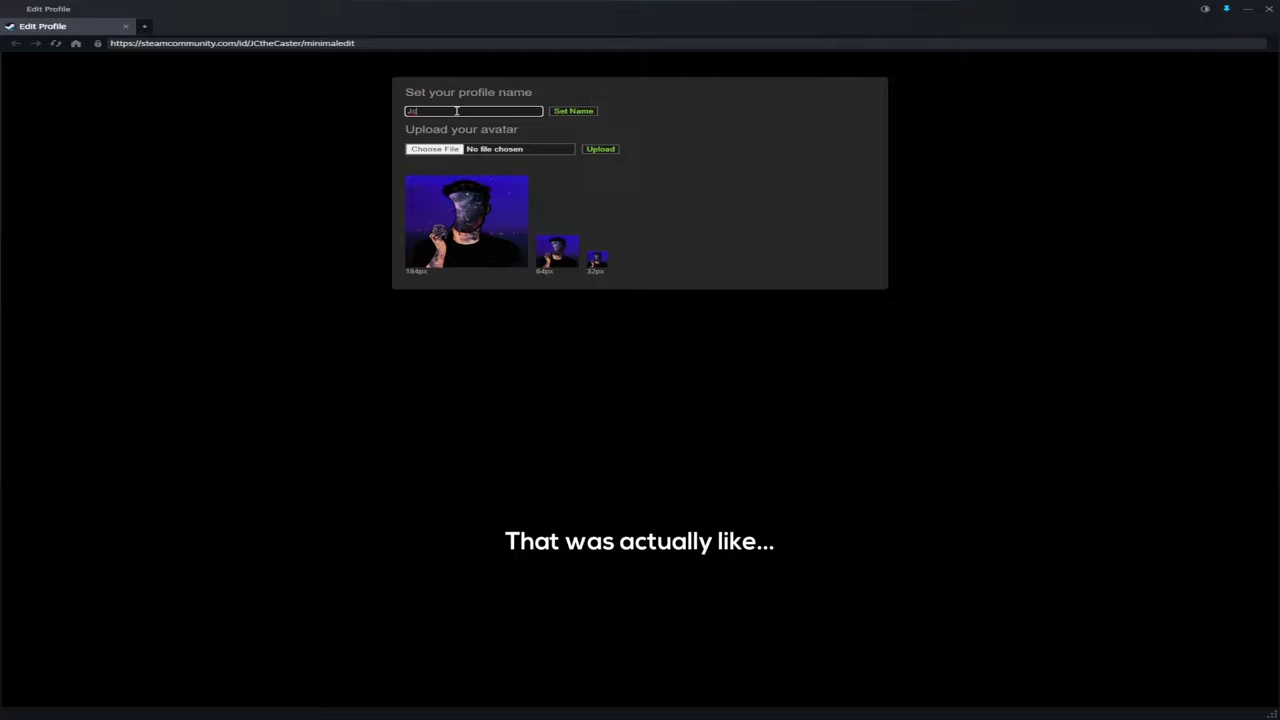 Edit Profile
Edit Profile
https://steamcommunity.com/id/JCtheCaster/minimaledit
Set your profile name
Jc
Set Name
Upload your avatar
Choose File No file chosen
Upload
184px
64px
32px
That was actually like...